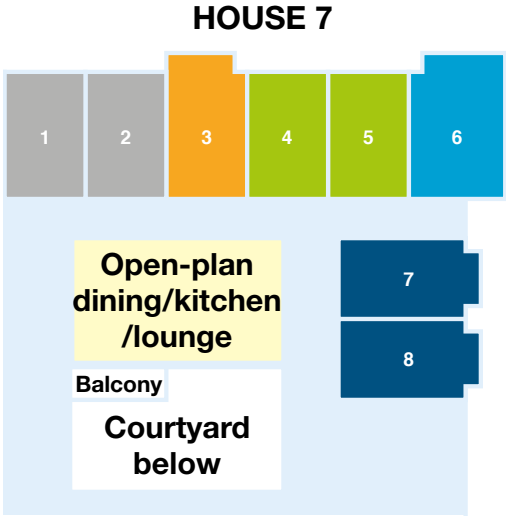 HOUSE 7
1 2 3 4 5 6
Open-plan
dining/kitchen
/lounge
7
8
Balcony
Courtyard
below